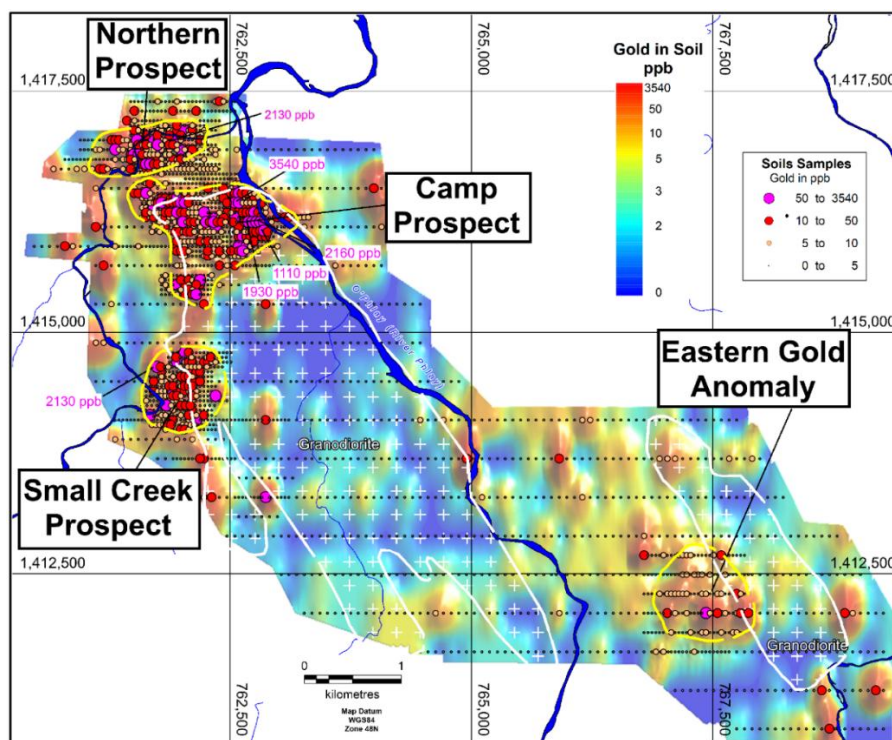 Northern
Prospect
762,500
765,000
767,500
1,417,500
1,417,500
Gold in Soil
ppb
3540
50
10
5
3
2
0
Soils Samples
Gold in ppb
50 to 3540
10 to 50
5 to 10
0 to 5
2130 ppb
3540 ppb
Camp
Prospect
2160 ppb
1110 ppb
1930 ppb
1,415,000
1,415,000
Eastern Gold
Anomaly
2130 ppb
Granodiorite
Small Creek
Prospect
1,412,500
1,412,500
Granodiorite
0 1
kilometres
Map Datum
WGS84
Zone 48N
762,500
765,000
767,500